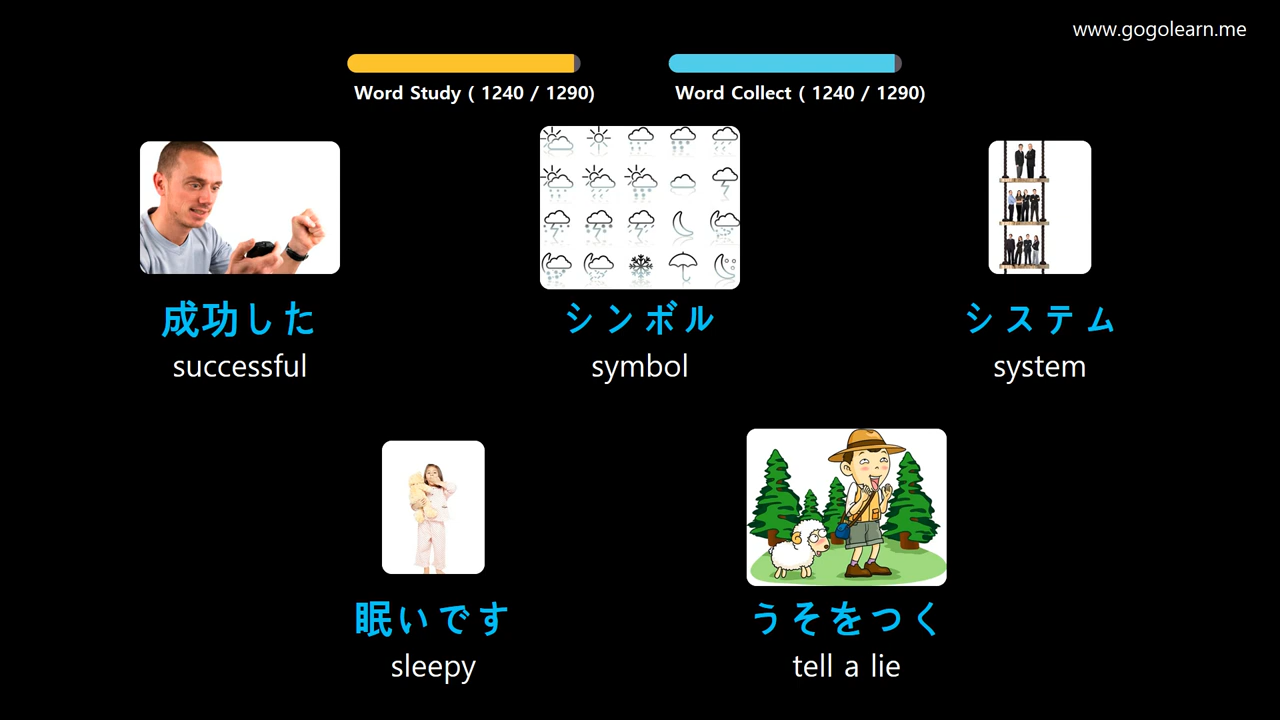 www.gogolearn.me
Word Study ( 1240 / 1290)
Word Collect ( 1240 / 1290)
成功した
successful
シンボル
symbol
システム
system
眠いです
sleepy
うそをつく
tell a lie